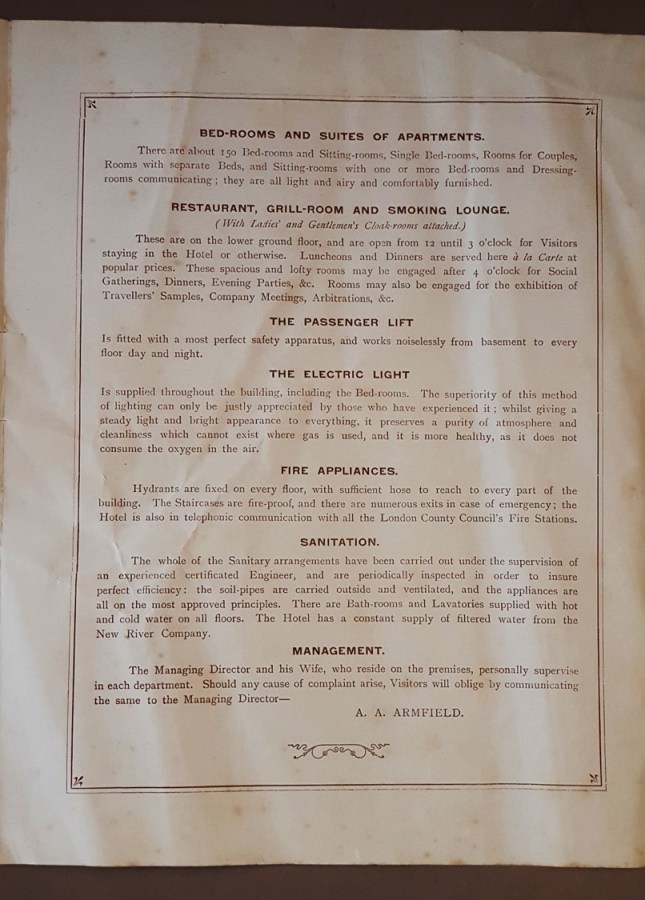 BED-ROOMS AND SUITES OF APARTMENTS.
There are about 150 Bed-rooms and Sitting-rooms, Single Bed-rooms, Rooms for Couples,
Rooms with separate Beds, and Sitting-rooms with one or more Bed-rooms and Dressing-
rooms communicating; they are all light and airy and comfortably furnished.
RESTAURANT, GRILL-ROOM AND SMOKING LOUNGE.
(With Ladies' and Gentlemen's Cloak-rooms attached.)
These are on the lower ground floor, and are open from 12 until 3 o'clock for Visitors
staying in the Hotel or otherwise. Luncheons and Dinners are served here à la Carte at
popular prices. These spacious and lofty rooms may be engaged after 4 o'clock for Social
Gatherings, Dinners, Evening Parties, &c. Rooms may also be engaged for the exhibition of
Travellers' Samples, Company Meetings, Arbitrations, &c.
THE PASSENGER LIFT
Is fitted with a most perfect safety apparatus, and works noiselessly from basement to every
floor day and night.
THE ELECTRIC LIGHT
Is supplied throughout the building, including the Bed-rooms. The superiority of this method
of lighting can only be justly appreciated by those who have experienced it; whilst giving a
steady light and bright appearance to everything, it preserves a purity of atmosphere and
cleanliness which cannot exist where gas is used, and it is more healthy, as it does not
consume the oxygen in the air.
FIRE APPLIANCES.
Hydrants are fixed on every floor, with sufficient hose to reach to every part of the
building. The Staircases are fire-proof, and there are numerous exits in case of emergency; the
Hotel is also in telephonic communication with all the London County Council's Fire Stations.
SANITATION.
The whole of the Sanitary arrangements have been carried out under the supervision of
an experienced certificated Engineer, and are periodically inspected in order to insure
perfect efficiency: the soil-pipes are carried outside and ventilated, and the appliances are
all on the most approved principles. There are Bath-rooms and Lavatories supplied with hot
and cold water on all floors. The Hotel has a constant supply of filtered water from the
New River Company.
MANAGEMENT.
The Managing Director and his Wife, who reside on the premises, personally supervise
in each department. Should any cause of complaint arise, Visitors will oblige by communicating
the same to the Managing Director—
A. A. ARMFIELD.